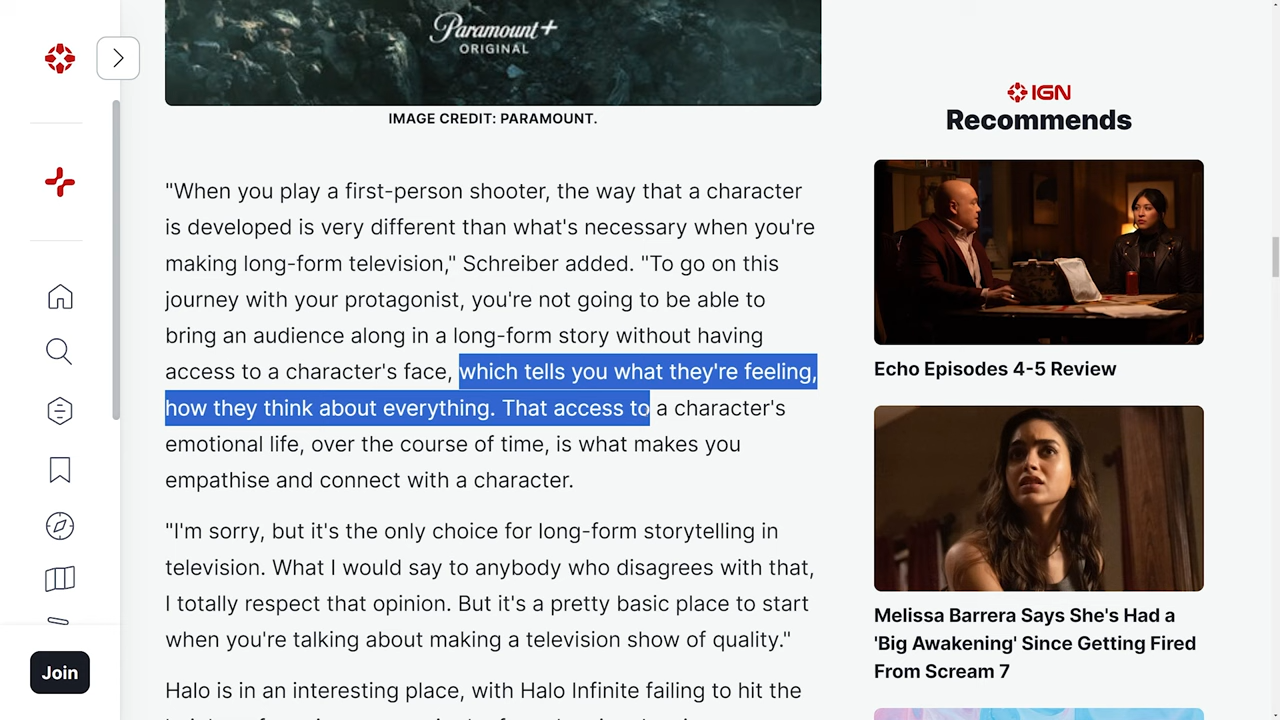 Paramount+
ORIGINAL
IMAGE CREDIT: PARAMOUNT.
"When you play a first-person shooter, the way that a character
is developed is very different than what's necessary when you're
making long-form television," Schreiber added. "To go on this
journey with your protagonist, you're not going to be able to
bring an audience along in a long-form story without having
access to a character's face, which tells you what they're feeling,
how they think about everything. That access to a character's
emotional life, over the course of time, is what makes you
empathise and connect with a character.
"I'm sorry, but it's the only choice for long-form storytelling in
television. What I would say to anybody who disagrees with that,
I totally respect that opinion. But it's a pretty basic place to start
when you're talking about making a television show of quality."
Halo is in an interesting place, with Halo Infinite failing to hit the
IGN
Recommends
Echo Episodes 4-5 Review
Melissa Barrera Says She's Had a
'Big Awakening' Since Getting Fired
From Scream 7
Join